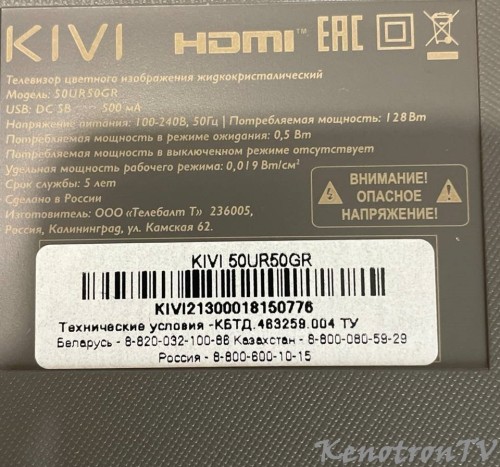 KIVI HDMI™ EAC
Телевизор цветного изображения жидкокристалический
Модель: 50UR50GR
USB: DC 5В ⎓ 500 мА
Напряжение питания: 100-240В, 50Гц | Потребляемая мощность: 128Вт
Потребляемая мощность в режиме ожидания: 0,5 Вт
Потребляемая мощность в выключенном режиме отсутствует
Удельная мощность рабочего режима: 0,019 Вт/см²
Срок службы: 5 лет
Сделано в России
Изготовитель: ООО «Телебалт Т» 236005,
Россия, Калининград, ул. Камская 62.
ВНИМАНИЕ!
ОПАСНОЕ
НАПРЯЖЕНИЕ!
KIVI 50UR50GR
KIVI21300018150776
Технические условия -КБТД.463259.004 ТУ
Беларусь - 8-820-032-100-86 Казахстан - 8-800-080-59-29
Россия - 8-800-600-10-15
KenotronTV